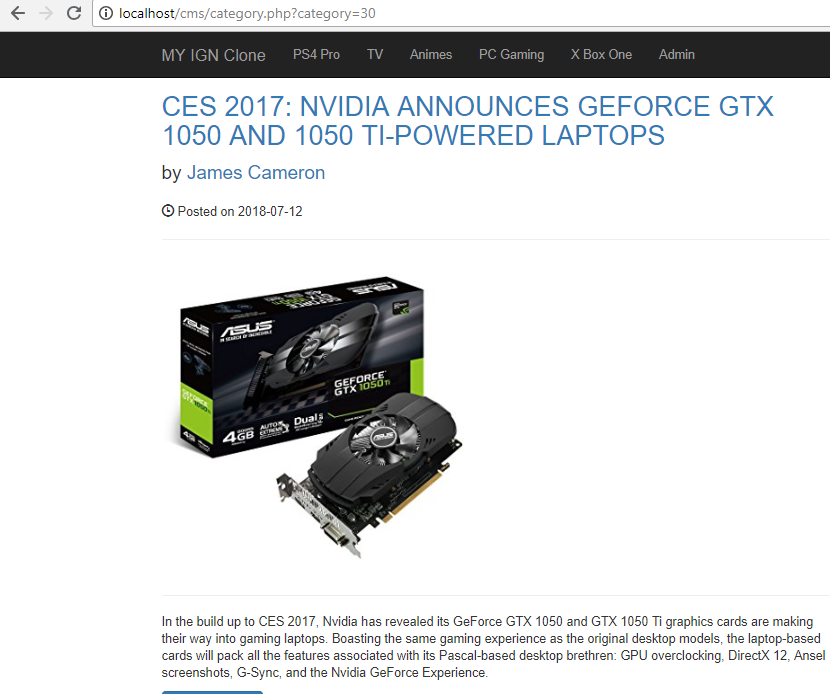 localhost/cms/category.php?category=30
MY IGN Clone PS4 Pro TV Animes PC Gaming X Box One Admin
CES 2017: NVIDIA ANNOUNCES GEFORCE GTX
1050 AND 1050 TI-POWERED LAPTOPS
by James Cameron
Posted on 2018-07-12
ASUS
IN SEARCH OF INCREDIBLE
GEFORCE
GTX 1050 Ti
4GB
AUTO-
EXTREME
Dual
ASUS
In the build up to CES 2017, Nvidia has revealed its GeForce GTX 1050 and GTX 1050 Ti graphics cards are making
their way into gaming laptops. Boasting the same gaming experience as the original desktop models, the laptop-based
cards will pack all the features associated with its Pascal-based desktop brethren: GPU overclocking, DirectX 12, Ansel
screenshots, G-Sync, and the Nvidia GeForce Experience.